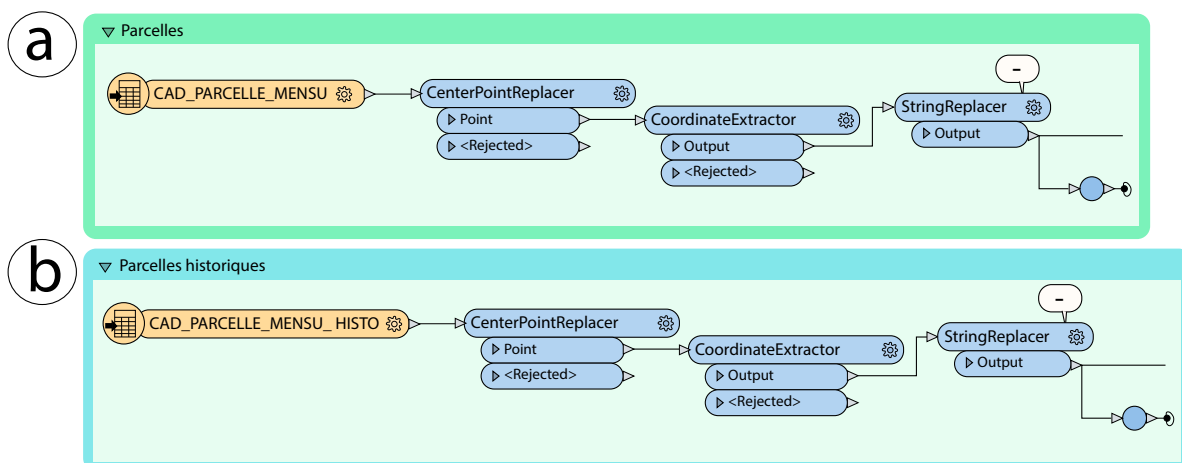 a
Parcelles
CAD_PARCELLE_MENSU
CenterPointReplacer
Point
<Rejected>
CoordinateExtractor
Output
<Rejected>
–
StringReplacer
Output
b
Parcelles historiques
CAD_PARCELLE_MENSU_ HISTO
CenterPointReplacer
Point
<Rejected>
CoordinateExtractor
Output
<Rejected>
–
StringReplacer
Output